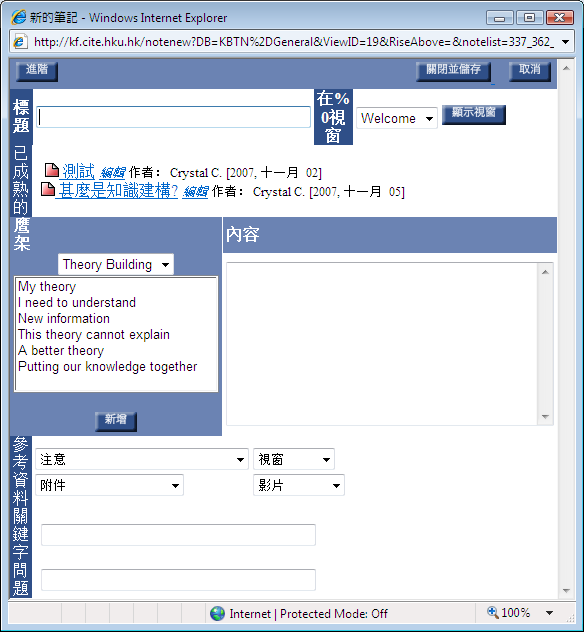 新的筆記 - Windows Internet Explorer
http://kf.cite.hku.hk/notenew?DB=KBTN%2DGeneral&ViewID=19&RiseAbove=&notelist=337_362_
進階 關閉並儲存 取消
標題 在%0視窗 Welcome 顯示視窗
已成熟的
測試 編輯 作者： Crystal C. [2007, 十一月 02]
甚麼是知識建構? 編輯 作者： Crystal C. [2007, 十一月 05]
鷹架
內容
Theory Building
My theory
I need to understand
New information
This theory cannot explain
A better theory
Putting our knowledge together
新增
參考資料
注意 視窗
附件 影片
關鍵字
問題
Internet | Protected Mode: Off 100%